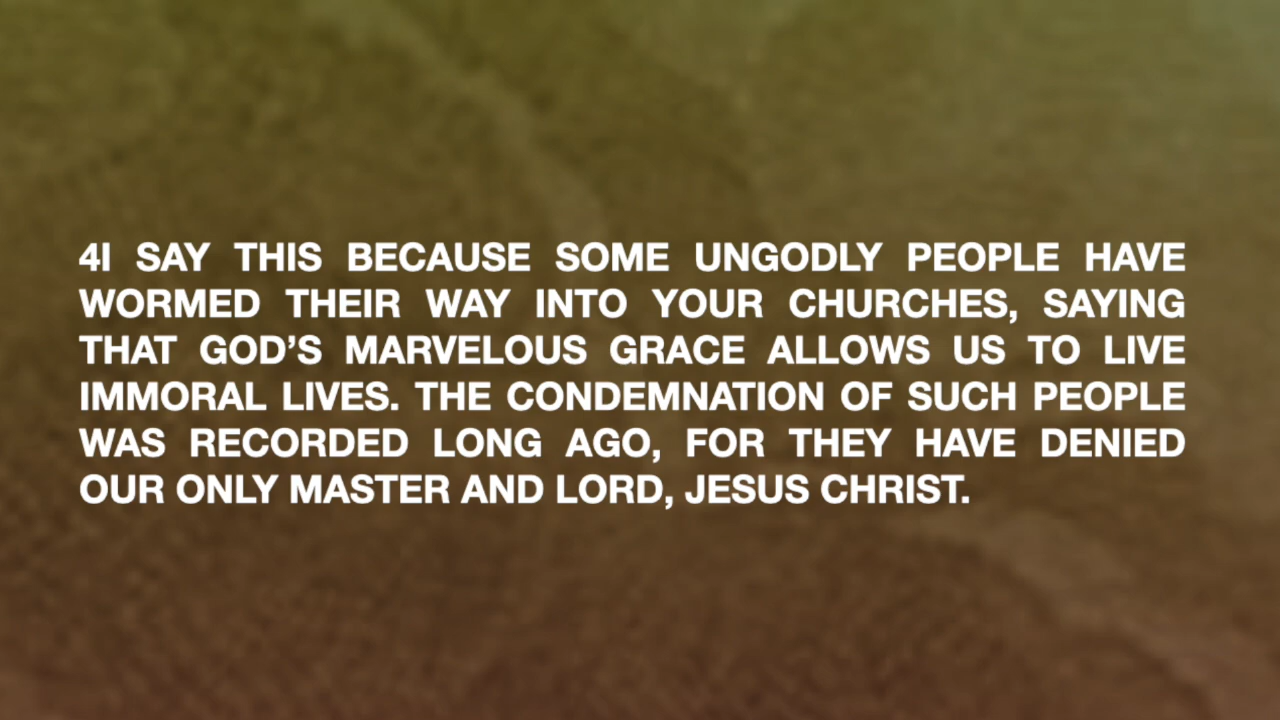 4I SAY THIS BECAUSE SOME UNGODLY PEOPLE HAVE
WORMED THEIR WAY INTO YOUR CHURCHES, SAYING
THAT GOD’S MARVELOUS GRACE ALLOWS US TO LIVE
IMMORAL LIVES. THE CONDEMNATION OF SUCH PEOPLE
WAS RECORDED LONG AGO, FOR THEY HAVE DENIED
OUR ONLY MASTER AND LORD, JESUS CHRIST.